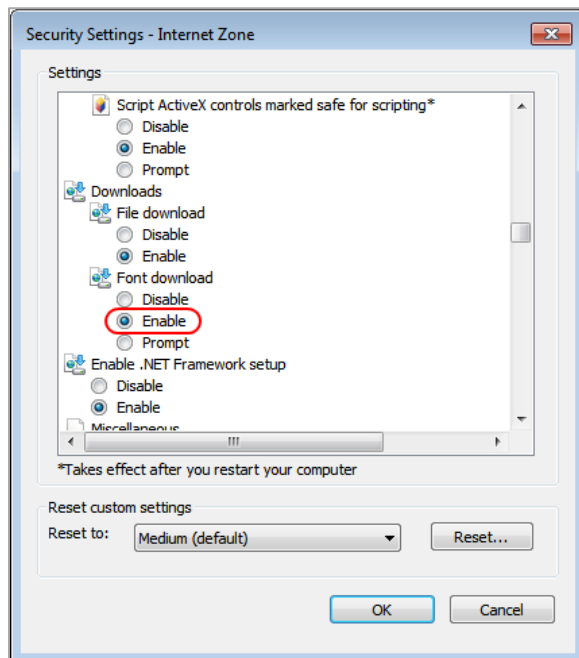 Security Settings - Internet Zone
Settings
Script ActiveX controls marked safe for scripting*
Disable
Enable
Prompt
Downloads
File download
Disable
Enable
Font download
Disable
Enable
Prompt
Enable .NET Framework setup
Disable
Enable
Miscellaneous
*Takes effect after you restart your computer
Reset custom settings
Reset to: Medium (default) Reset...
OK Cancel